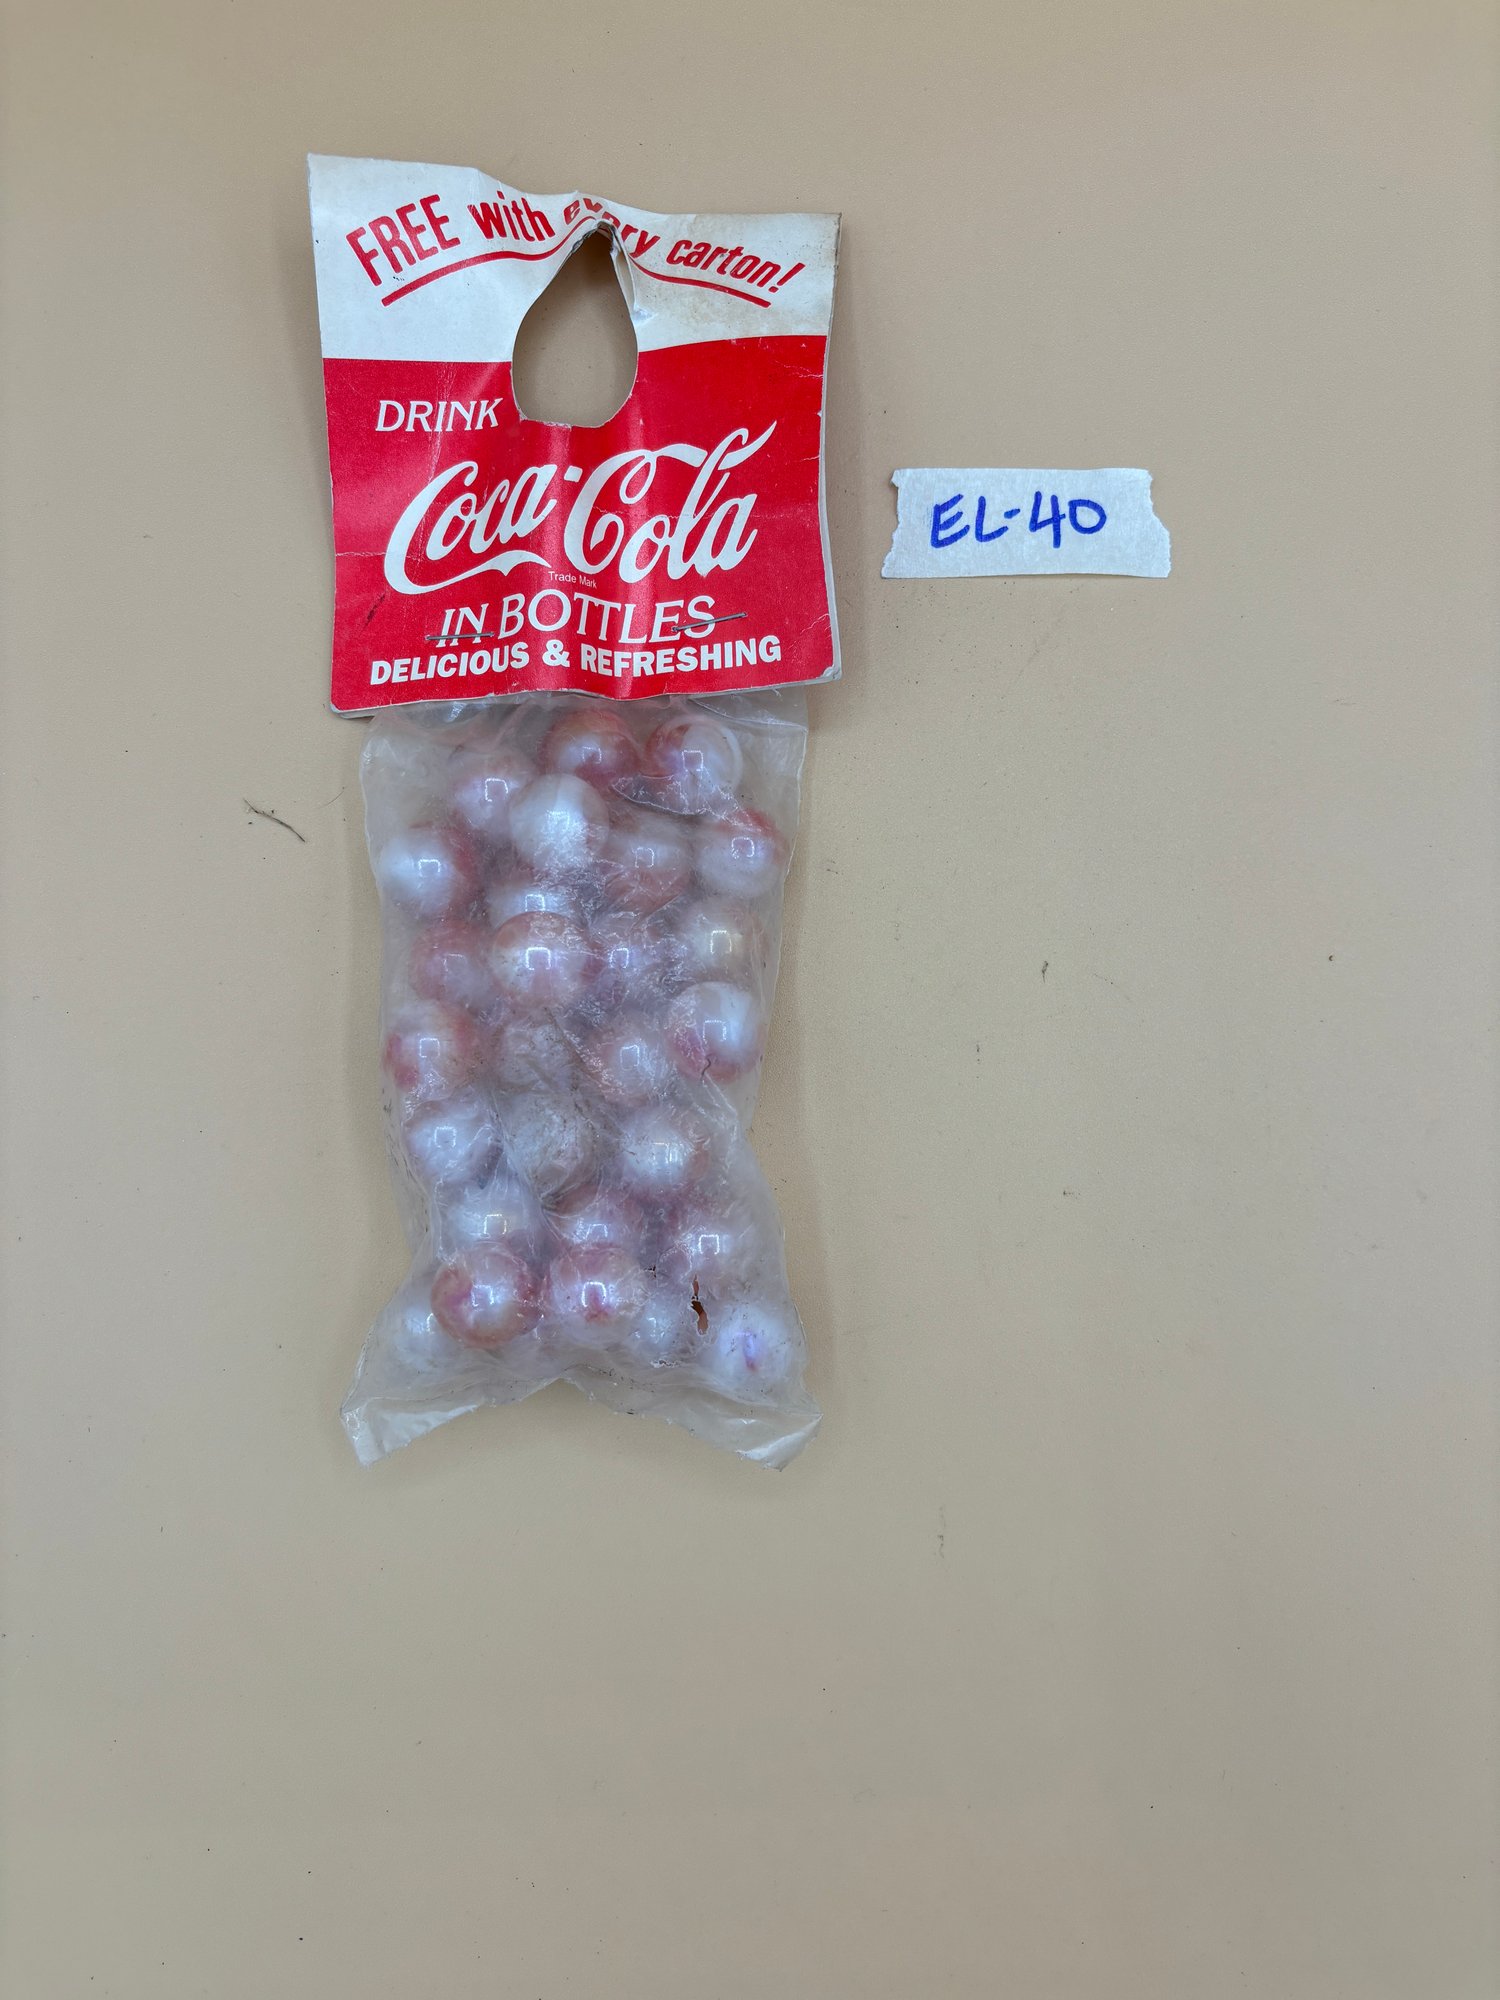 FREE with every carton!
DRINK
Coca-Cola
Trade Mark
IN BOTTLES
DELICIOUS & REFRESHING
EL-40